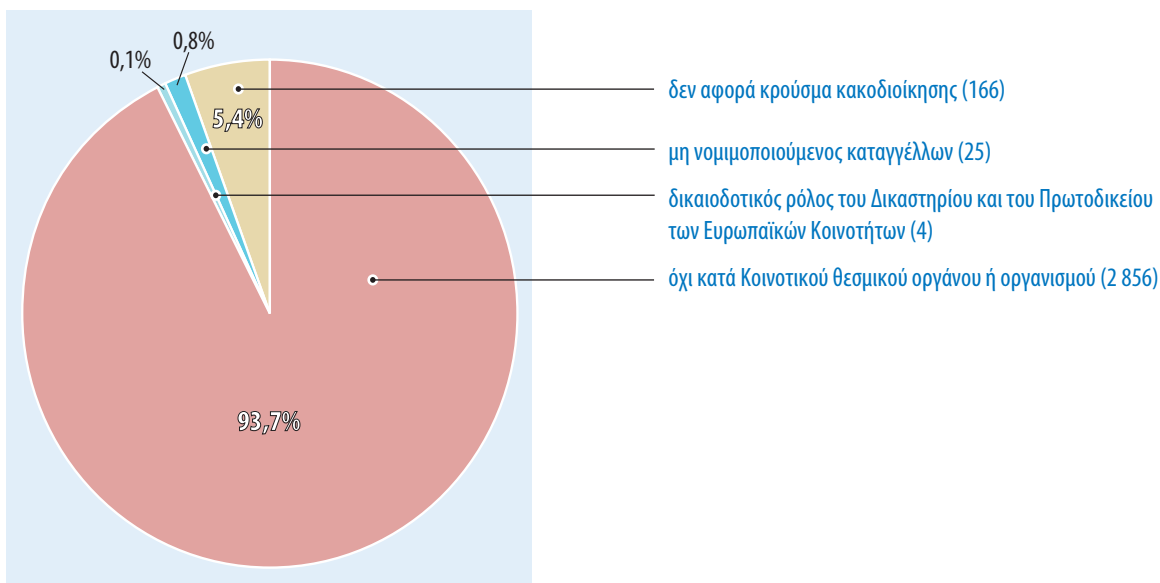 0,8%
0,1%
5,4%
93,7%
δεν αφορά κρούσμα κακοδιοίκησης (166)
μη νομιμοποιούμενος καταγγέλλων (25)
δικαιοδοτικός ρόλος του Δικαστηρίου και του Πρωτοδικείου
των Ευρωπαϊκών Κοινοτήτων (4)
όχι κατά Κοινοτικού θεσμικού οργάνου ή οργανισμού (2 856)